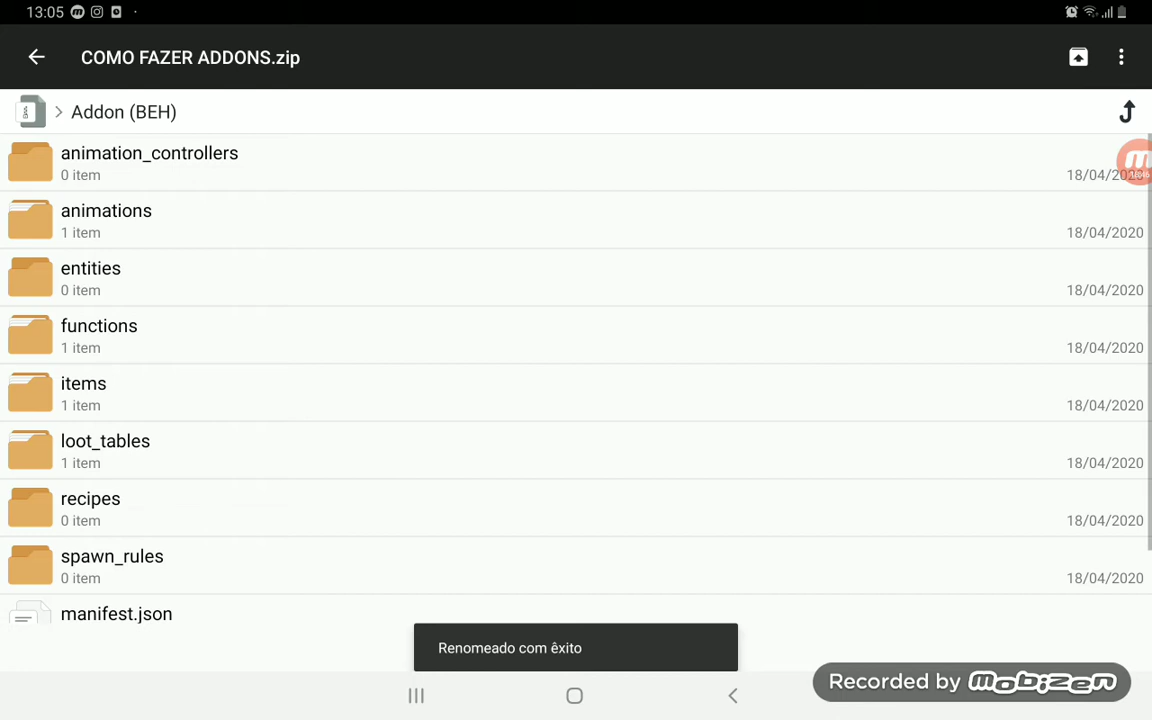 13:05
COMO FAZER ADDONS.zip
Addon (BEH)
animation_controllers
0 item
18/04/2020
animations
1 item
18/04/2020
entities
0 item
18/04/2020
functions
1 item
18/04/2020
items
1 item
18/04/2020
loot_tables
1 item
18/04/2020
recipes
0 item
18/04/2020
spawn_rules
0 item
18/04/2020
manifest.json
Renomeado com êxito
Recorded by mobizen